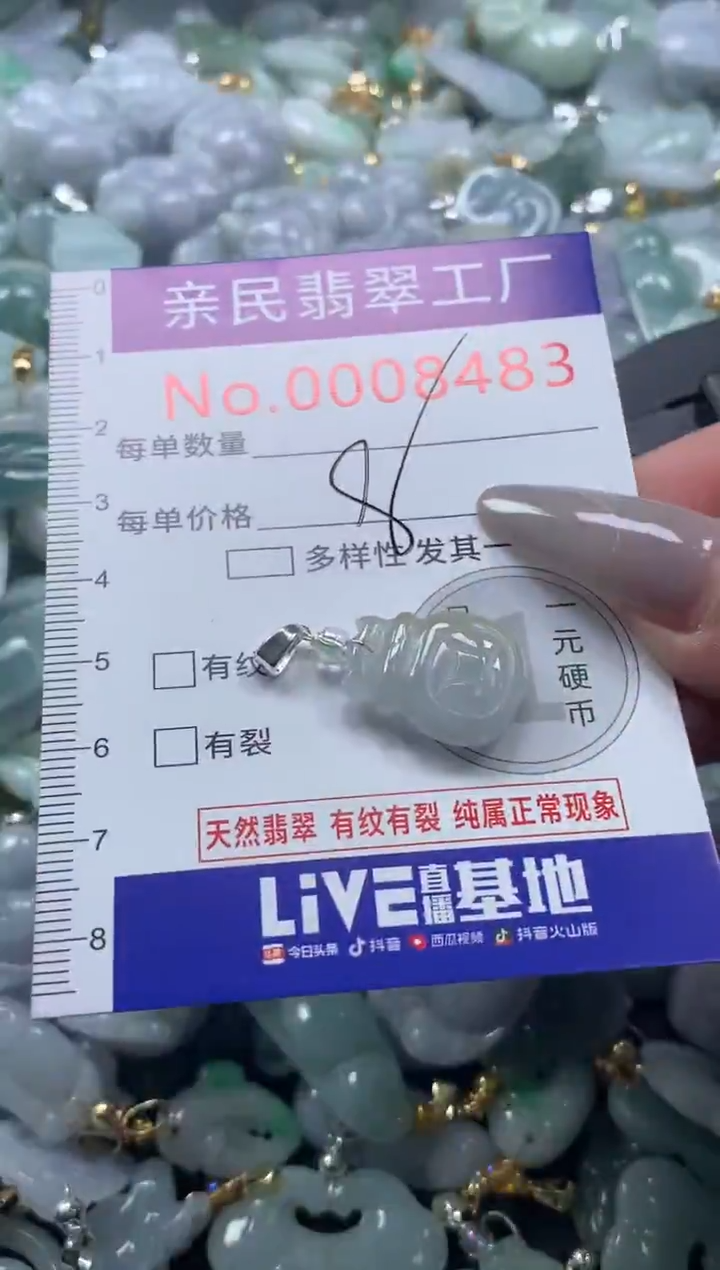 亲民翡翠工厂
No.0008483
每单数量
每单价格
多样性 发其一
有纹
有裂
一元硬币
天然翡翠 有纹有裂 纯属正常现象
LiVE直播基地
今日头条 抖音 西瓜视频 抖音火山版
0
1
2
3
4
5
6
7
8